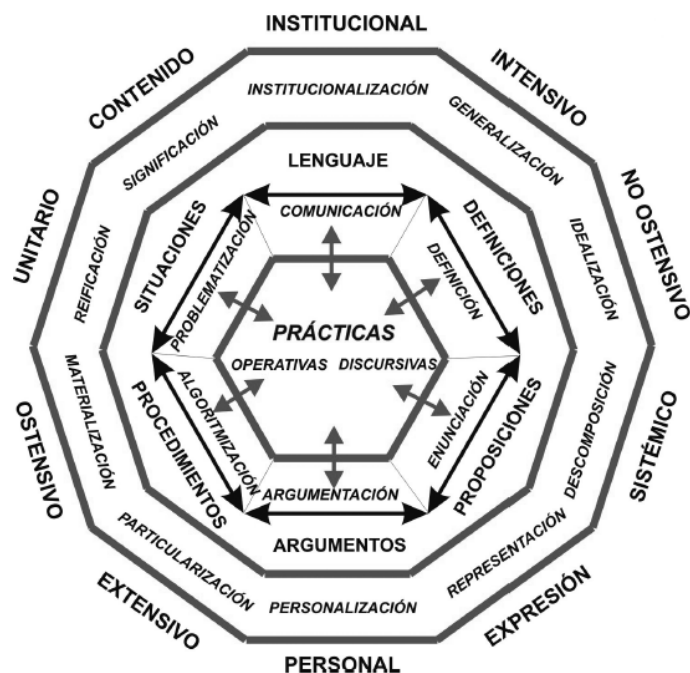 INSTITUCIONAL
CONTENIDO
INTENSIVO
INSTITUCIONALIZACIÓN
SIGNIFICACIÓN
GENERALIZACIÓN
LENGUAJE
UNITARIO
NO OSTENSIVO
REIFICACIÓN
SITUACIONES
COMUNICACIÓN
DEFINICIONES
IDEALIZACIÓN
PROBLEMATIZACIÓN
DEFINICIÓN
PRÁCTICAS
OPERATIVAS DISCURSIVAS
MATERIALIZACIÓN
PROCEDIMIENTOS
ALGORITMIZACIÓN
ENUNCIACIÓN
PROPOSICIONES
DESCOMPOSICIÓN
OSTENSIVO
SISTÉMICO
ARGUMENTACIÓN
ARGUMENTOS
PARTICULARIZACIÓN
REPRESENTACIÓN
PERSONALIZACIÓN
EXTENSIVO
EXPRESIÓN
PERSONAL